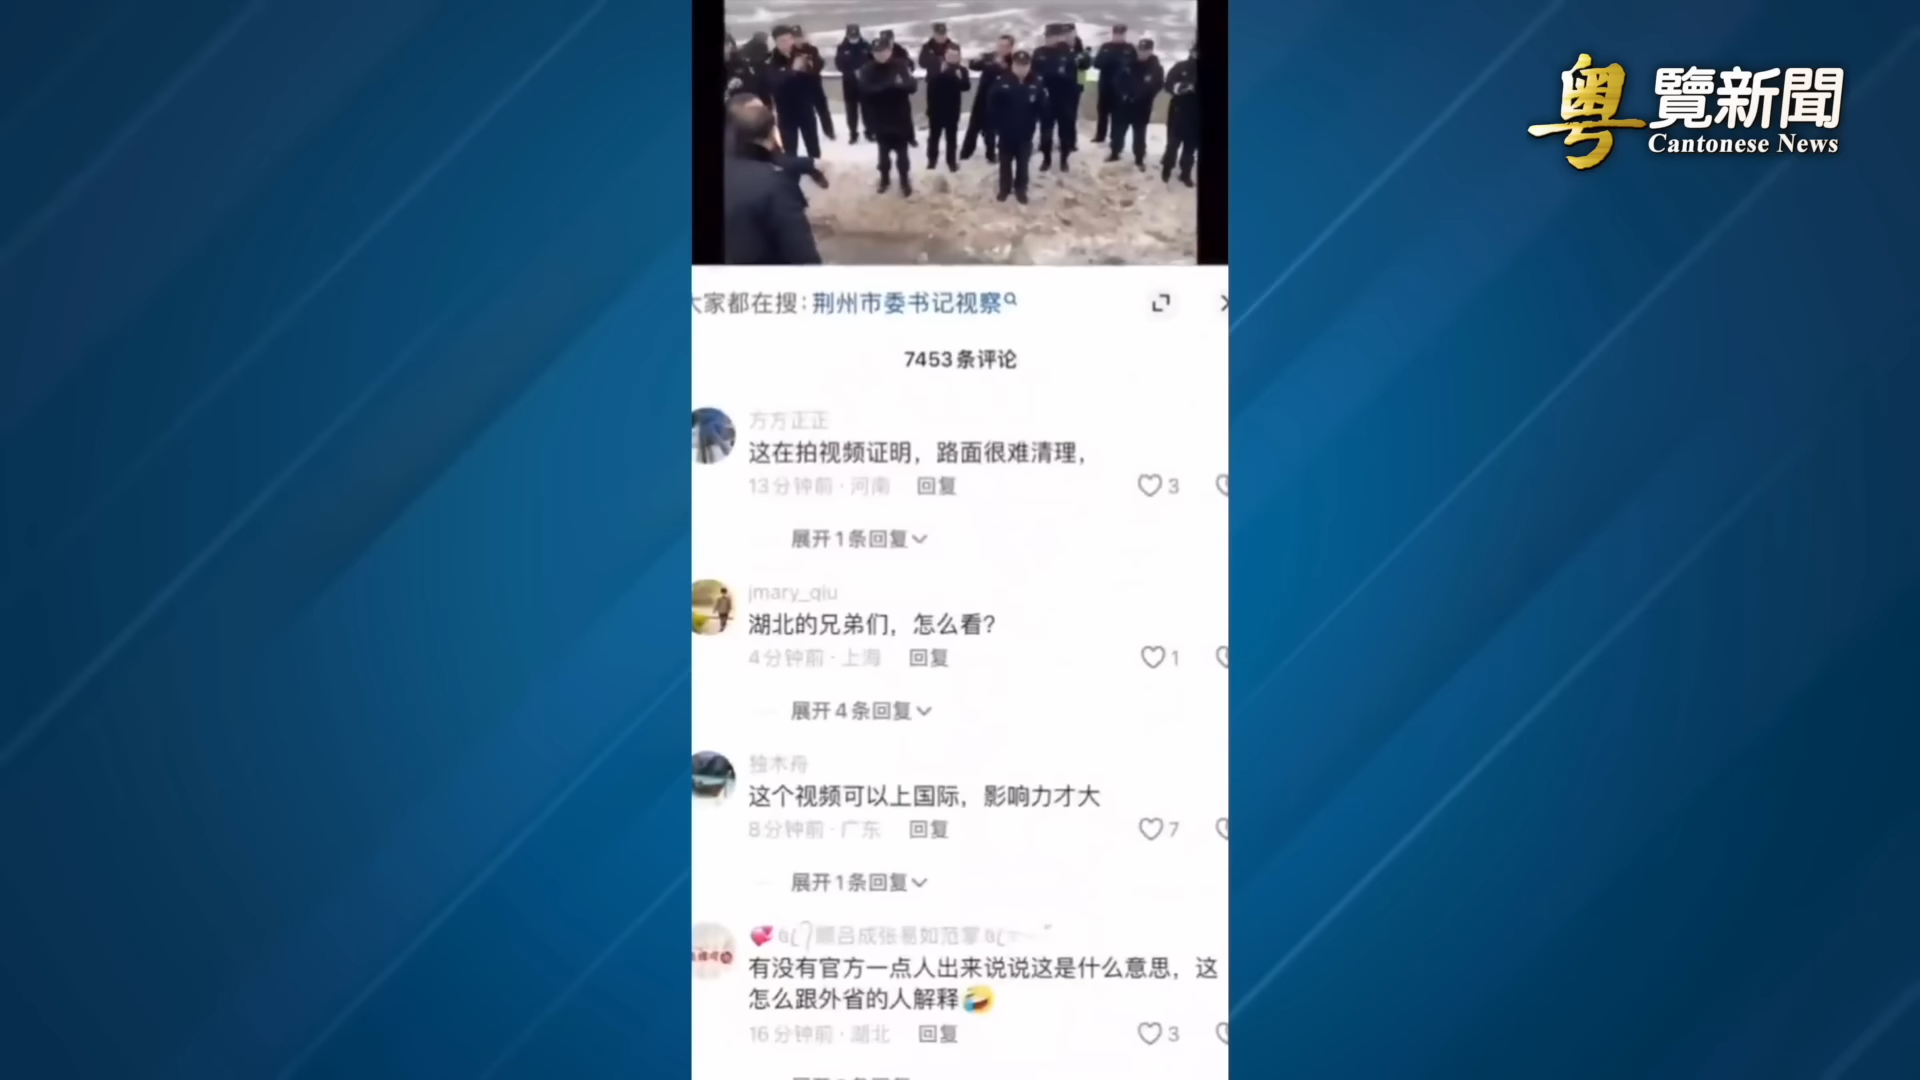 粤覽新聞
Cantonese News
大家都在搜：荆州市委书记视察
7453条评论
方方正正
这在拍视频证明，路面很难清理，
13分钟前·河南 回复
3
展开1条回复
jmary_qiu
湖北的兄弟们，怎么看？
4分钟前·上海 回复
1
展开4条回复
独木舟
这个视频可以上国际，影响力才大
8分钟前·广东 回复
7
展开1条回复
吕成张易如范掌
有没有官方一点人出来说说这是什么意思，这
怎么跟外省的人解释🤣
16分钟前·湖北 回复
3